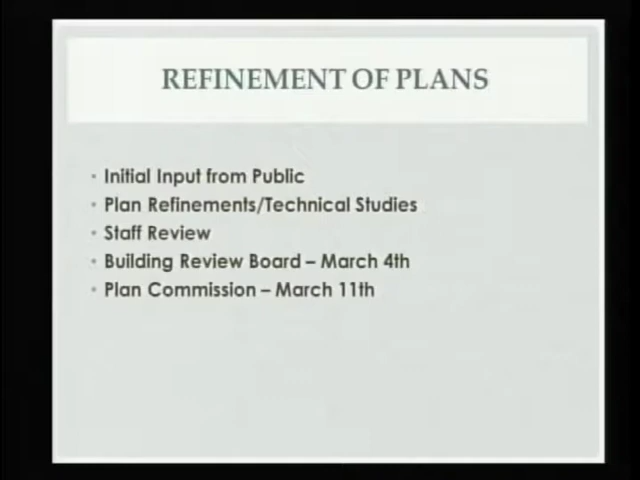 REFINEMENT OF PLANS
• Initial Input from Public
• Plan Refinements/Technical Studies
• Staff Review
• Building Review Board – March 4th
• Plan Commission – March 11th